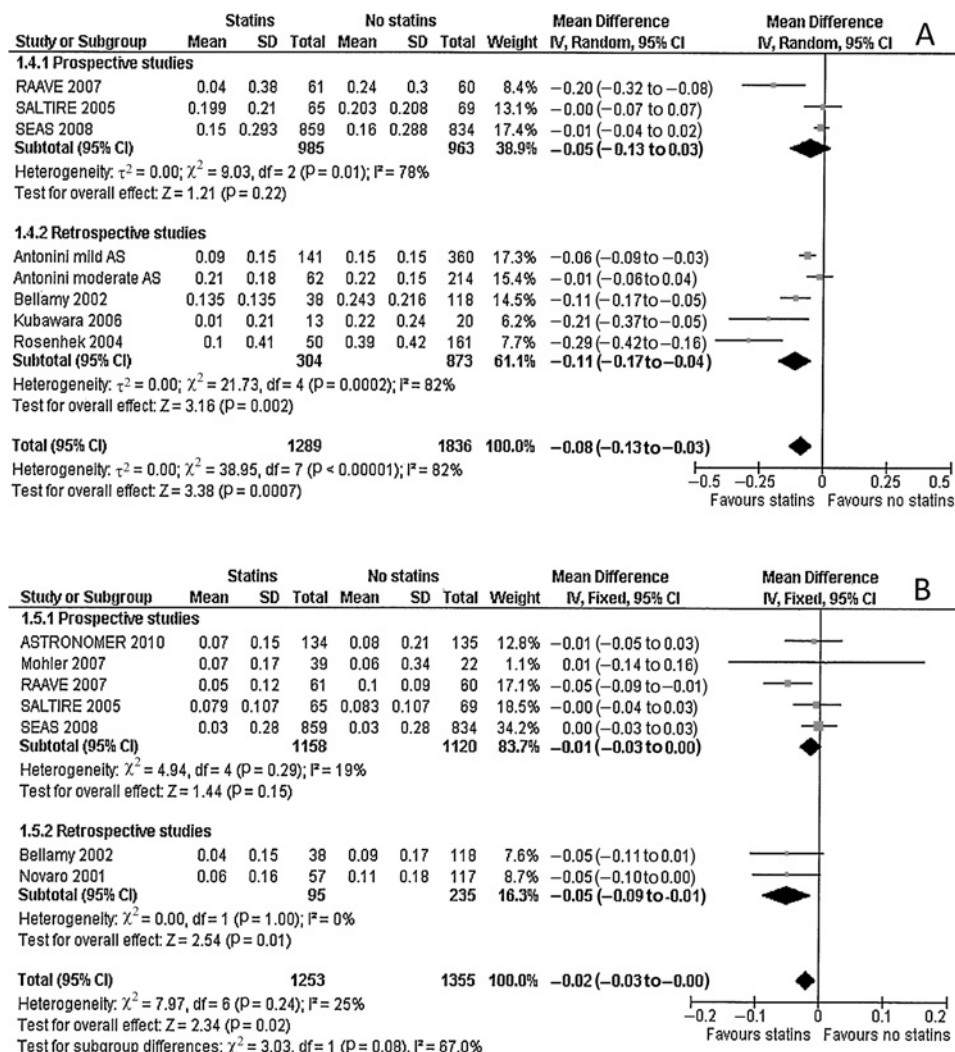 Statins No statins Mean Difference Mean Difference A
Study or Subgroup Mean SD Total Mean SD Total Weight IV, Random, 95% CI IV, Random, 95% CI
1.4.1 Prospective studies
RAAVE 2007 0.04 0.38 61 0.24 0.3 60 8.4% −0.20 (−0.32 to −0.08)
SALTIRE 2005 0.199 0.21 65 0.203 0.208 69 13.1% −0.00 (−0.07 to 0.07)
SEAS 2008 0.15 0.293 859 0.16 0.288 834 17.4% −0.01 (−0.04 to 0.02)
Subtotal (95% CI) 985 963 38.9% −0.05 (−0.13 to 0.03)
Heterogeneity: τ² = 0.00; χ² = 9.03, df = 2 (P = 0.01); I² = 78%
Test for overall effect: Z = 1.21 (P = 0.22)
1.4.2 Retrospective studies
Antonini mild AS 0.09 0.15 141 0.15 0.15 360 17.3% −0.06 (−0.09 to −0.03)
Antonini moderate AS 0.21 0.18 62 0.22 0.15 214 15.4% −0.01 (−0.06 to 0.04)
Bellamy 2002 0.135 0.135 38 0.243 0.216 118 14.5% −0.11 (−0.17 to −0.05)
Kubawara 2006 0.01 0.21 13 0.22 0.24 20 6.2% −0.21 (−0.37 to −0.05)
Rosenhek 2004 0.1 0.41 50 0.39 0.42 161 7.7% −0.29 (−0.42 to −0.16)
Subtotal (95% CI) 304 873 61.1% −0.11 (−0.17 to −0.04)
Heterogeneity: τ² = 0.00; χ² = 21.73, df = 4 (P = 0.0002); I² = 82%
Test for overall effect: Z = 3.16 (P = 0.002)
Total (95% CI) 1289 1836 100.0% −0.08 (−0.13 to −0.03)
Heterogeneity: τ² = 0.00; χ² = 38.95, df = 7 (P < 0.00001); I² = 82%
Test for overall effect: Z = 3.38 (P = 0.0007)
−0.5 −0.25 0 0.25 0.5
Favours statins Favours no statins
Statins No statins Mean Difference Mean Difference B
Study or Subgroup Mean SD Total Mean SD Total Weight IV, Fixed, 95% CI IV, Fixed, 95% CI
1.5.1 Prospective studies
ASTRONOMER 2010 0.07 0.15 134 0.08 0.21 135 12.8% −0.01 (−0.05 to 0.03)
Mohler 2007 0.07 0.17 39 0.06 0.34 22 1.1% 0.01 (−0.14 to 0.16)
RAAVE 2007 0.05 0.12 61 0.1 0.09 60 17.1% −0.05 (−0.09 to −0.01)
SALTIRE 2005 0.079 0.107 65 0.083 0.107 69 18.5% −0.00 (−0.04 to 0.03)
SEAS 2008 0.03 0.28 859 0.03 0.28 834 34.2% 0.00 (−0.03 to 0.03)
Subtotal (95% CI) 1158 1120 83.7% −0.01 (−0.03 to 0.00)
Heterogeneity: χ² = 4.94, df = 4 (P = 0.29); I² = 19%
Test for overall effect: Z = 1.44 (P = 0.15)
1.5.2 Retrospective studies
Bellamy 2002 0.04 0.15 38 0.09 0.17 118 7.6% −0.05 (−0.11 to 0.01)
Novaro 2001 0.06 0.16 57 0.11 0.18 117 8.7% −0.05 (−0.10 to 0.00)
Subtotal (95% CI) 95 235 16.3% −0.05 (−0.09 to -0.01)
Heterogeneity: χ² = 0.00, df = 1 (P = 1.00); I² = 0%
Test for overall effect: Z = 2.54 (P = 0.01)
Total (95% CI) 1253 1355 100.0% −0.02 (−0.03 to −0.00)
Heterogeneity: χ² = 7.97, df = 6 (P = 0.24); I² = 25%
Test for overall effect: Z = 2.34 (P = 0.02)
Test for subgroup differences: χ² = 3.03, df = 1 (P = 0.08), I² = 67.0%
−0.2 −0.1 0 0.1 0.2
Favours statins Favours no statins